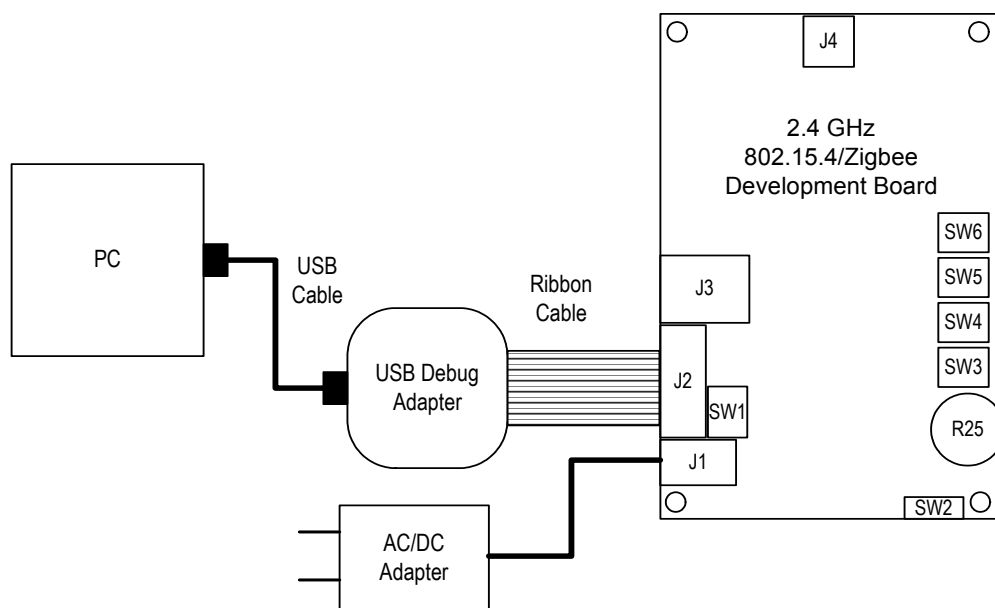 J4
2.4 GHz
802.15.4/Zigbee
Development Board
PC
USB
Cable
Ribbon
Cable
USB Debug
Adapter
J3
J2
SW1
J1
SW6
SW5
SW4
SW3
R25
SW2
AC/DC
Adapter